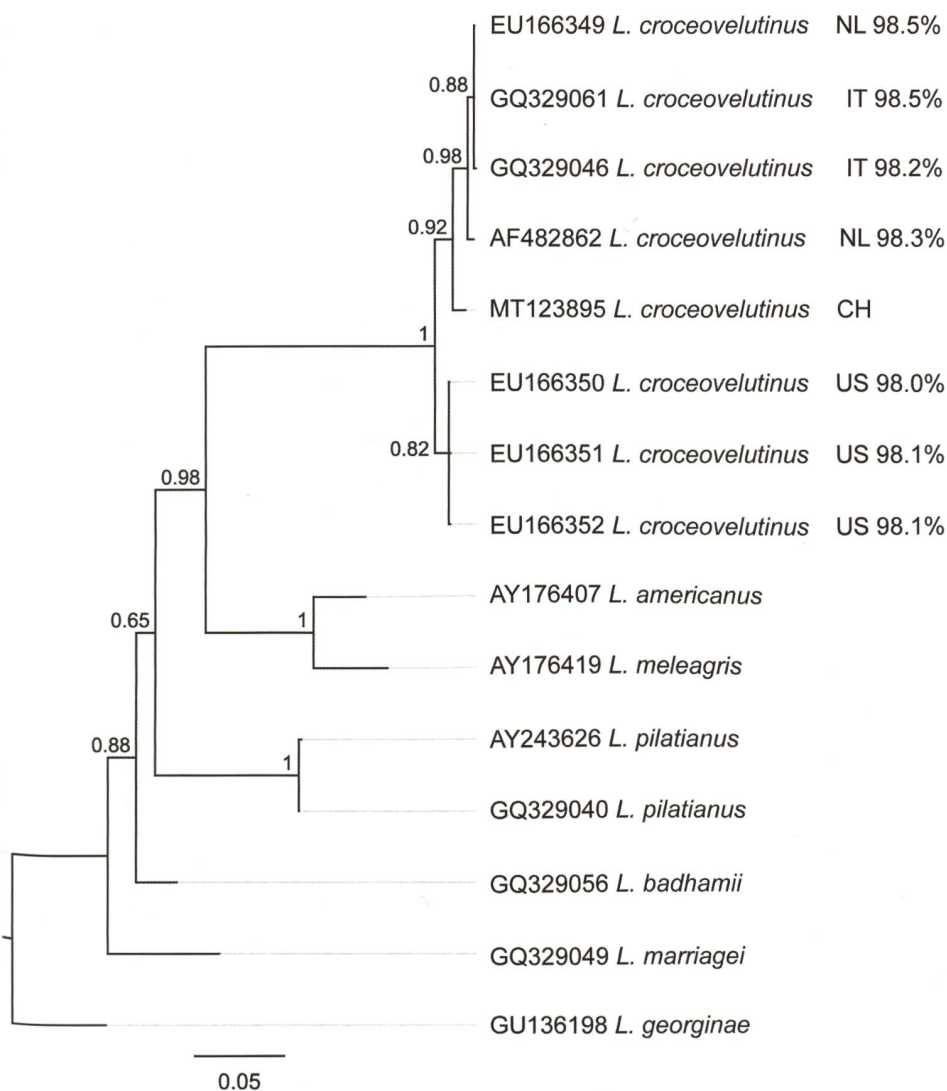 EU166349 L. croceovelutinus NL 98.5%
0.88
GQ329061 L. croceovelutinus IT 98.5%
0.98
GQ329046 L. croceovelutinus IT 98.2%
0.92
AF482862 L. croceovelutinus NL 98.3%
MT123895 L. croceovelutinus CH
1
EU166350 L. croceovelutinus US 98.0%
0.82
EU166351 L. croceovelutinus US 98.1%
0.98
EU166352 L. croceovelutinus US 98.1%
AY176407 L. americanus
0.65
1
AY176419 L. meleagris
0.88
AY243626 L. pilatianus
1
GQ329040 L. pilatianus
GQ329056 L. badhamii
GQ329049 L. marriagei
GU136198 L. georginae
0.05